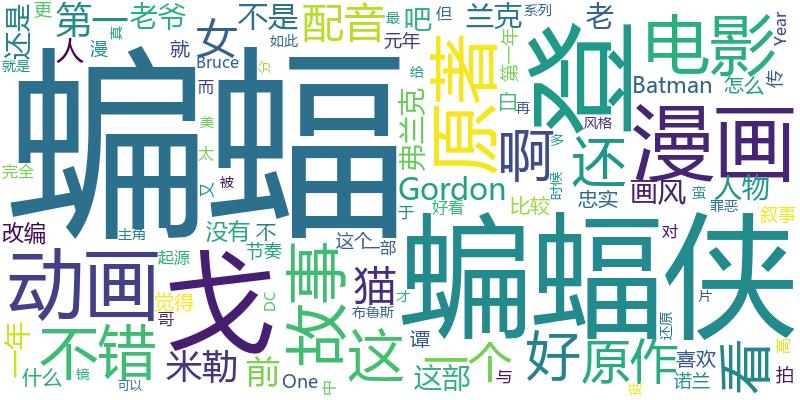 还是
更
第一
老爷
不是
配音
吧
但
兰克
系列
最
人
真
漫
就
Bruce
女
如此
元年
老
Year
就是
而
分
给
第一年
原著
登
电影
传
怎么
Batman
蝙蝠
白
再
风格
美
太
啊
还
漫画
完全
又
被
弗兰克
多
时候
画风
蛮
人物
Gordon
忠实
罪恶
于
好看
比较
叙事
改编
主角
没有
不
这个
一部
对
节奏
起源
动画
戈
故事
猫
蝙蝠侠
觉得
DC
才
片
哥
布鲁斯
还原
一年
不错
米勒
前
这
谭
好
原作
看
高
什么
镜
可以
One
中
一个
这部
与
挺
喜欢
诺兰
拍